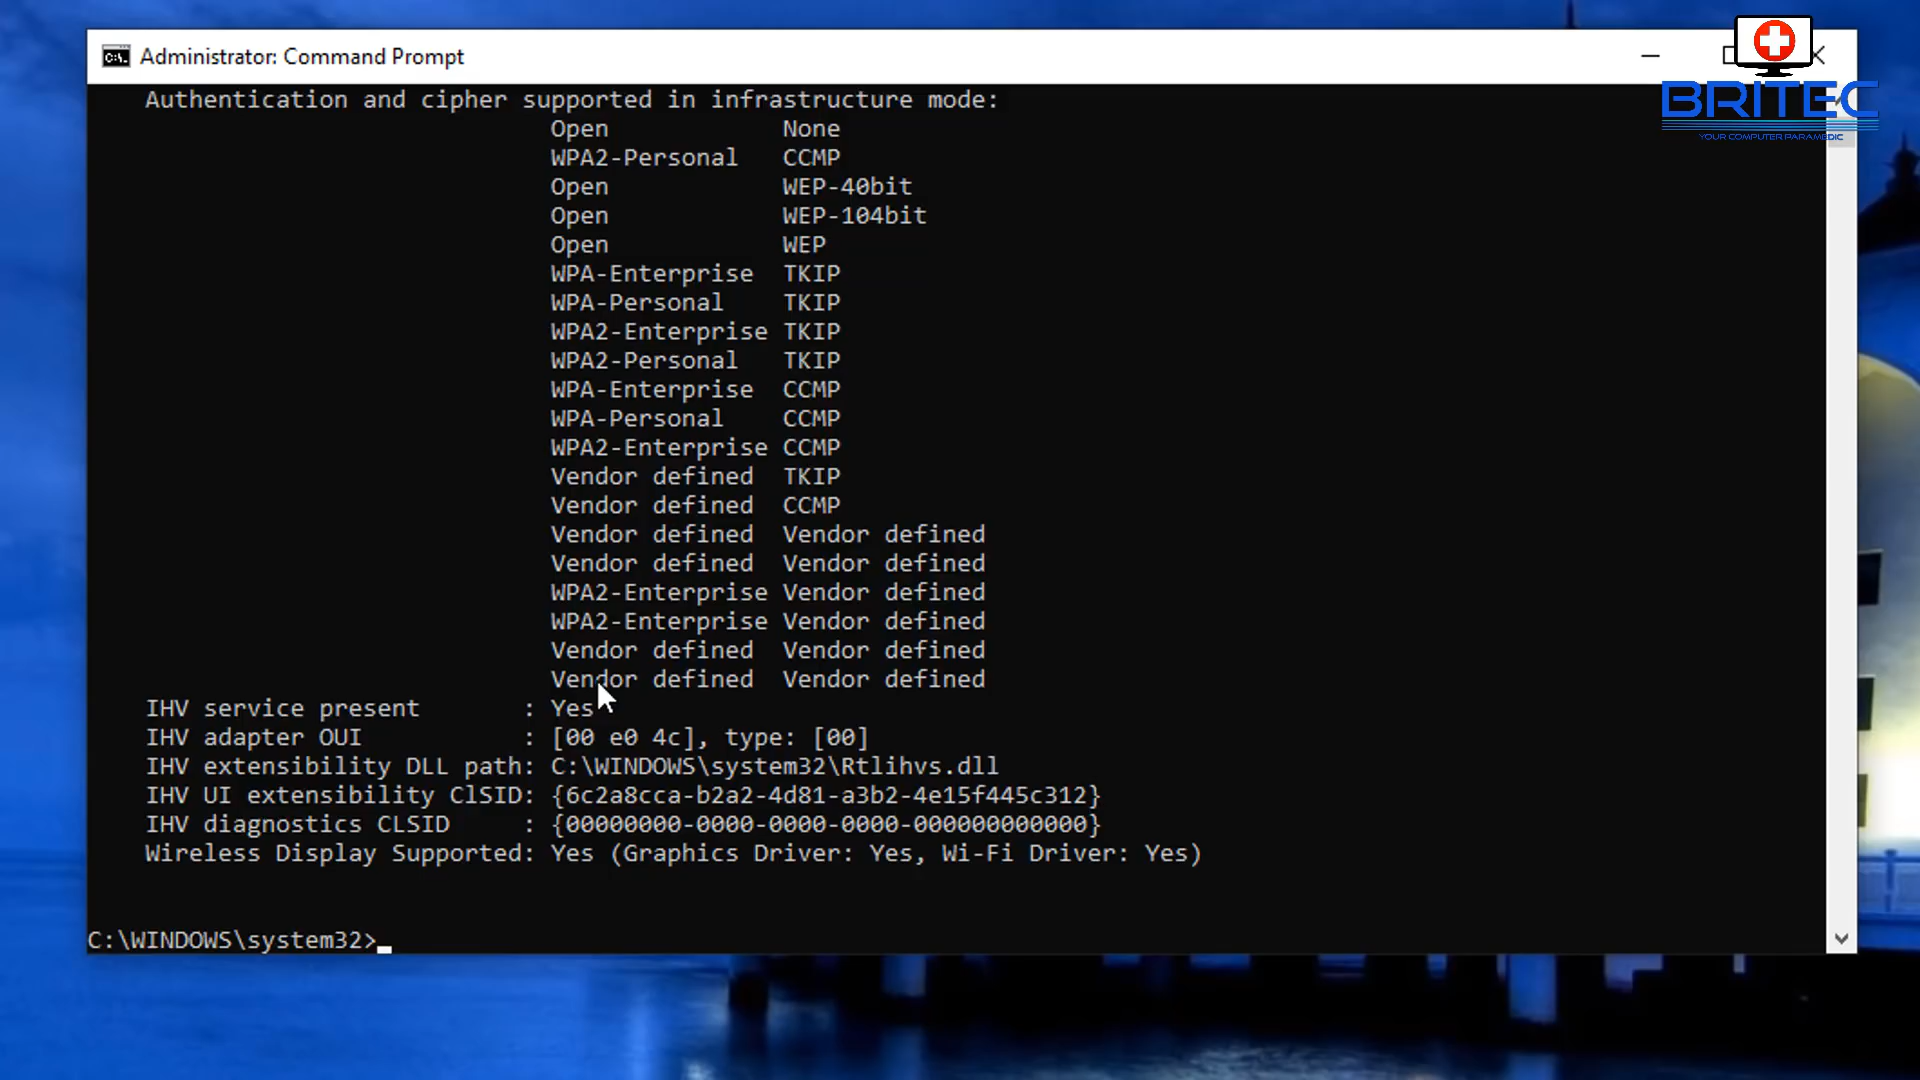 Administrator: Command Prompt
BRITEC
YOUR COMPUTER PARAMEDIC
Authentication and cipher supported in infrastructure mode:
Open None
WPA2-Personal CCMP
Open WEP-40bit
Open WEP-104bit
Open WEP
WPA-Enterprise TKIP
WPA-Personal TKIP
WPA2-Enterprise TKIP
WPA2-Personal TKIP
WPA-Enterprise CCMP
WPA-Personal CCMP
WPA2-Enterprise CCMP
Vendor defined TKIP
Vendor defined CCMP
Vendor defined Vendor defined
Vendor defined Vendor defined
WPA2-Enterprise Vendor defined
WPA2-Enterprise Vendor defined
Vendor defined Vendor defined
Vendor defined Vendor defined
IHV service present : Yes
IHV adapter OUI : [00 e0 4c], type: [00]
IHV extensibility DLL path: C:\WINDOWS\system32\Rtlihvs.dll
IHV UI extensibility ClSID: {6c2a8cca-b2a2-4d81-a3b2-4e15f445c312}
IHV diagnostics CLSID : {00000000-0000-0000-0000-000000000000}
Wireless Display Supported: Yes (Graphics Driver: Yes, Wi-Fi Driver: Yes)
C:\WINDOWS\system32>